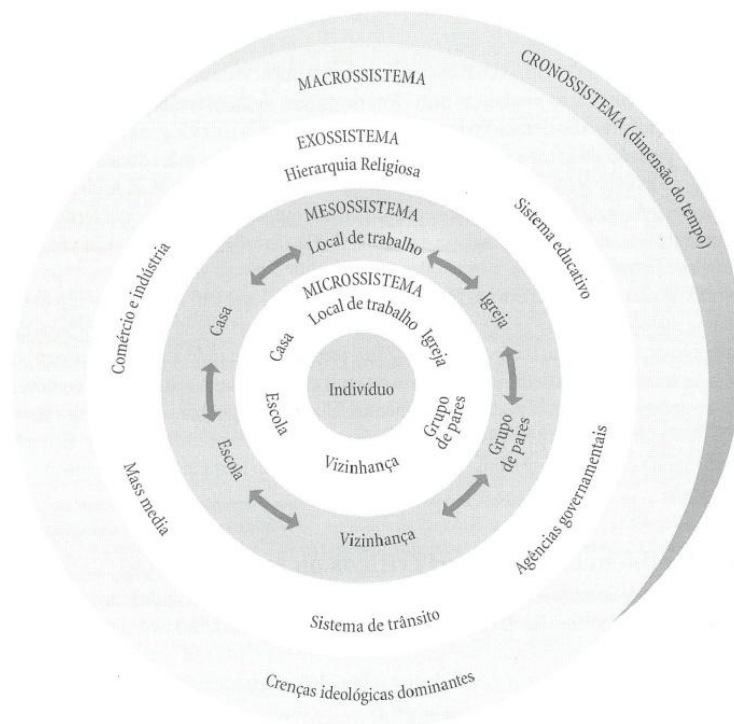 CRONOSSISTEMA (dimensão do tempo)
MACROSSISTEMA
EXOSSISTEMA
Hierarquia Religiosa
Sistema educativo
Comércio e indústria
MESOSSISTEMA
Local de trabalho
Casa
Igreja
MICROSSISTEMA
Local de trabalho
Casa
Igreja
Indivíduo
Escola
Grupo
de pares
Vizinhança
Escola
Grupo
de pares
Vizinhança
Mass media
Agências governamentais
Sistema de trânsito
Crenças ideológicas dominantes